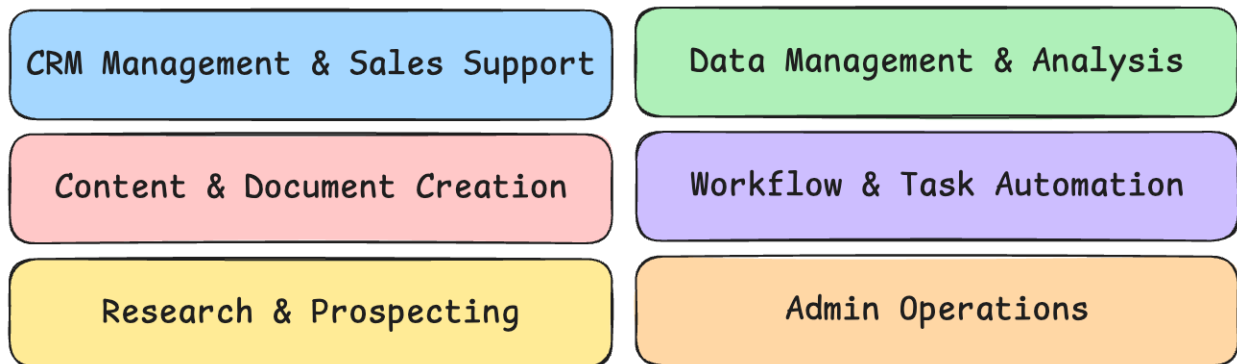 CRM Management & Sales Support
Data Management & Analysis
Content & Document Creation
Workflow & Task Automation
Research & Prospecting
Admin Operations